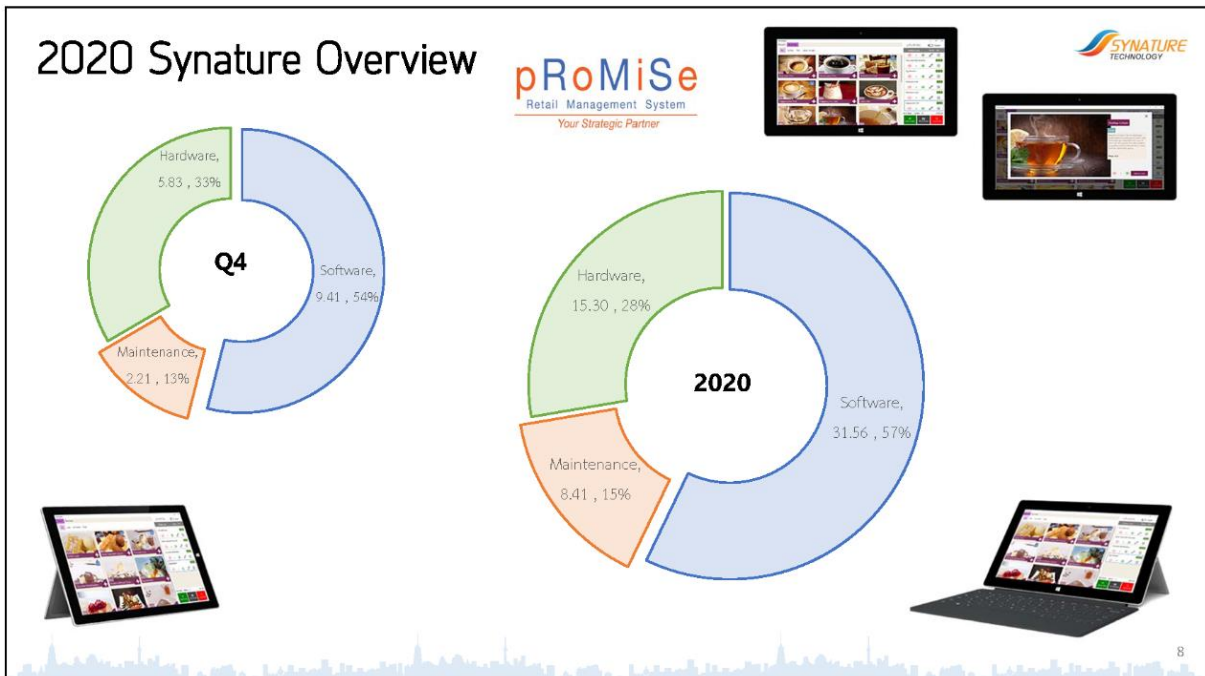 2020 Synature Overview
pRoMiSe
Retail Management System
Your Strategic Partner
SYNATURE
TECHNOLOGY
Hardware,
5.83 , 33%
Q4
Software,
9.41 , 54%
Maintenance,
2.21 , 13%
Hardware,
15.30 , 28%
2020
Software,
31.56 , 57%
Maintenance,
8.41 , 15%
8